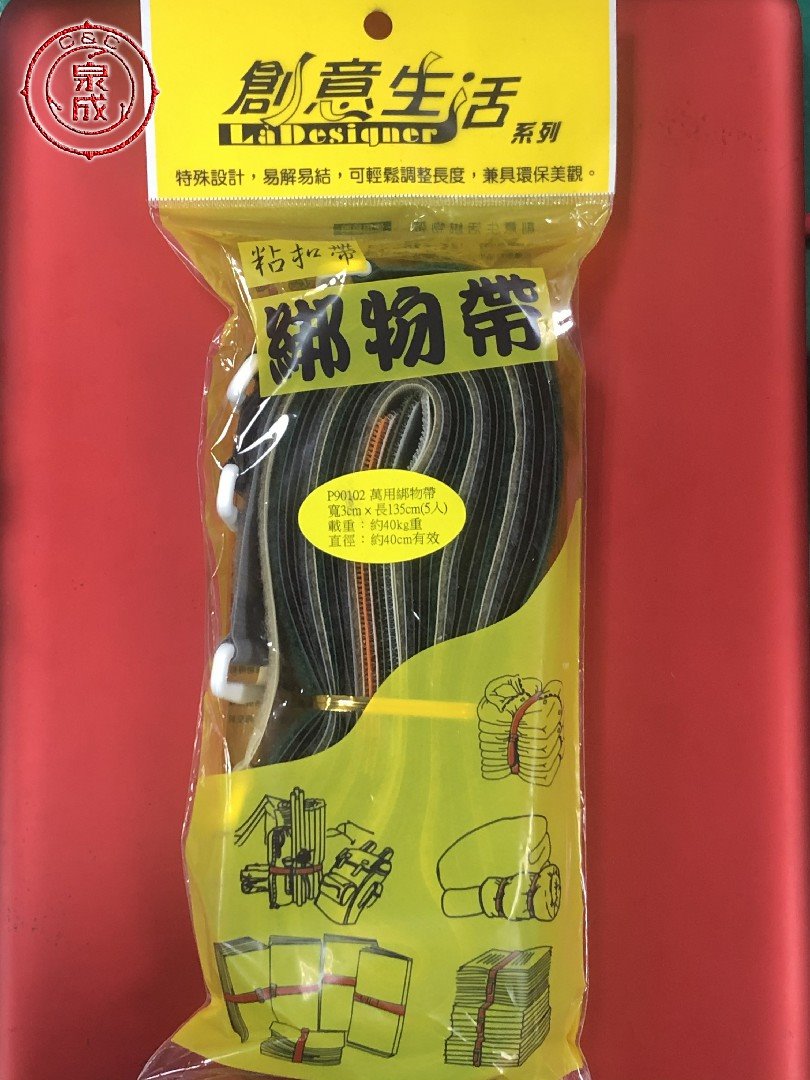 C&C
泉成
創意生活
LaDesigner 系列
特殊設計，易解易結，可輕鬆調整長度，兼具環保美觀。
粘扣帶
綁物帶
P90102 萬用綁物帶
寬3cm×長135cm(5入)
載重：約40kg重
直徑：約40cm有效